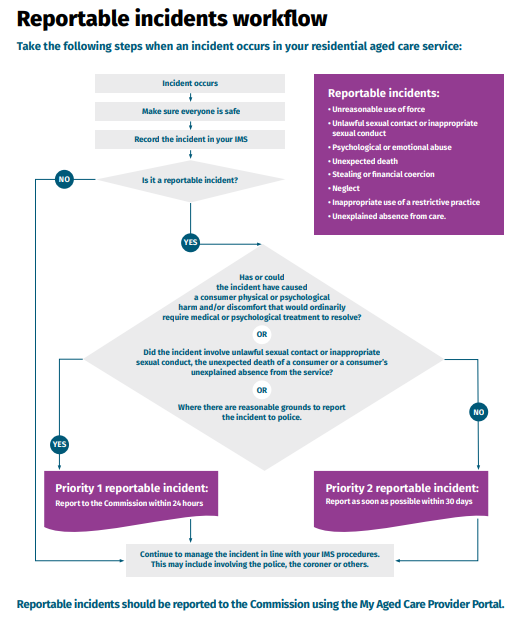 Reportable incidents workflow
Take the following steps when an incident occurs in your residential aged care service:
Incident occurs
Make sure everyone is safe
Record the incident in your IMS
Is it a reportable incident?
NO
YES
Reportable incidents:
• Unreasonable use of force
• Unlawful sexual contact or inappropriate
sexual conduct
• Psychological or emotional abuse
• Unexpected death
• Stealing or financial coercion
• Neglect
• Inappropriate use of a restrictive practice
• Unexplained absence from care.
Has or could
the incident have caused
a consumer physical or psychological
harm and/or discomfort that would ordinarily
require medical or psychological treatment to resolve?
OR
Did the incident involve unlawful sexual contact or inappropriate
sexual conduct, the unexpected death of a consumer or a consumer's
unexplained absence from the service?
OR
Where there are reasonable grounds to report
the incident to police.
YES
NO
Priority 1 reportable incident:
Report to the Commission within 24 hours
Priority 2 reportable incident:
Report as soon as possible within 30 days
Continue to manage the incident in line with your IMS procedures.
This may include involving the police, the coroner or others.
Reportable incidents should be reported to the Commission using the My Aged Care Provider Portal.